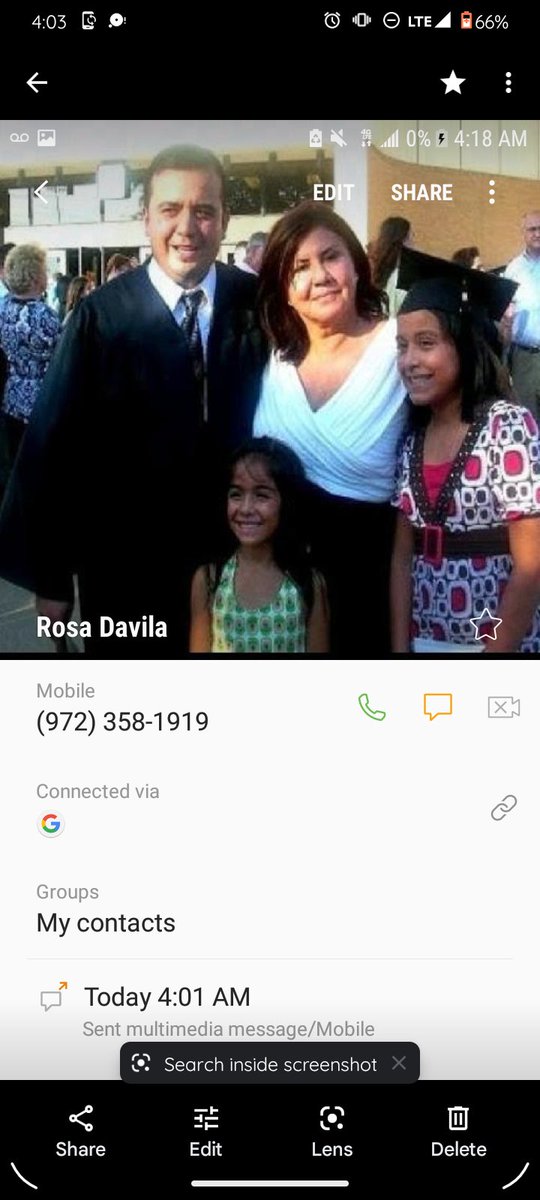 4:03
LTE 66%
4G 0% 4:18 AM
EDIT SHARE
Rosa Davila
Mobile
(972) 358-1919
Connected via
G
Groups
My contacts
Today 4:01 AM
Sent multimedia message/Mobile
Search inside screenshot
Share Edit Lens Delete